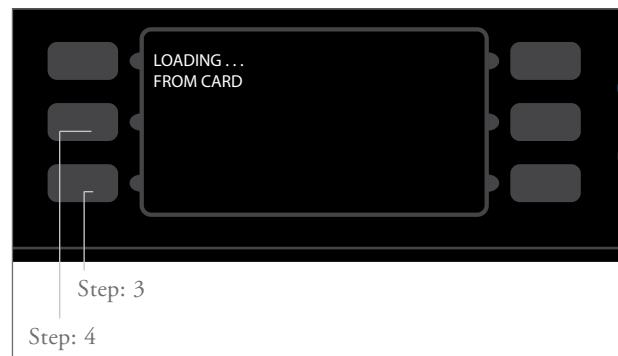 LOADING . . .
FROM CARD
Step: 3
Step: 4